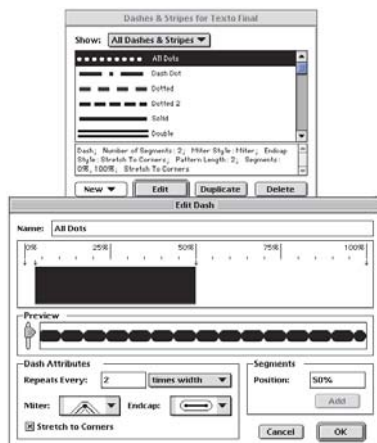 Dashes & Stripes for Texto Final
Show: All Dashes & Stripes
All Dots
Dash Dot
Dotted
Dotted 2
Solid
Double
Dash; Number of Segments: 2; Miter Style: Miter; Endcap
Style: Stretch To Corners; Pattern Length: 2; Segments:
0%, 100%; Stretch To Corners
New Edit Duplicate Delete
Edit Dash
Name: All Dots
0% 25% 50% 75% 100%
Preview
Dash Attributes
Repeats Every: 2 times width
Miter: Endcap:
Stretch to Corners
Segments
Position: 50%
Add
Cancel OK